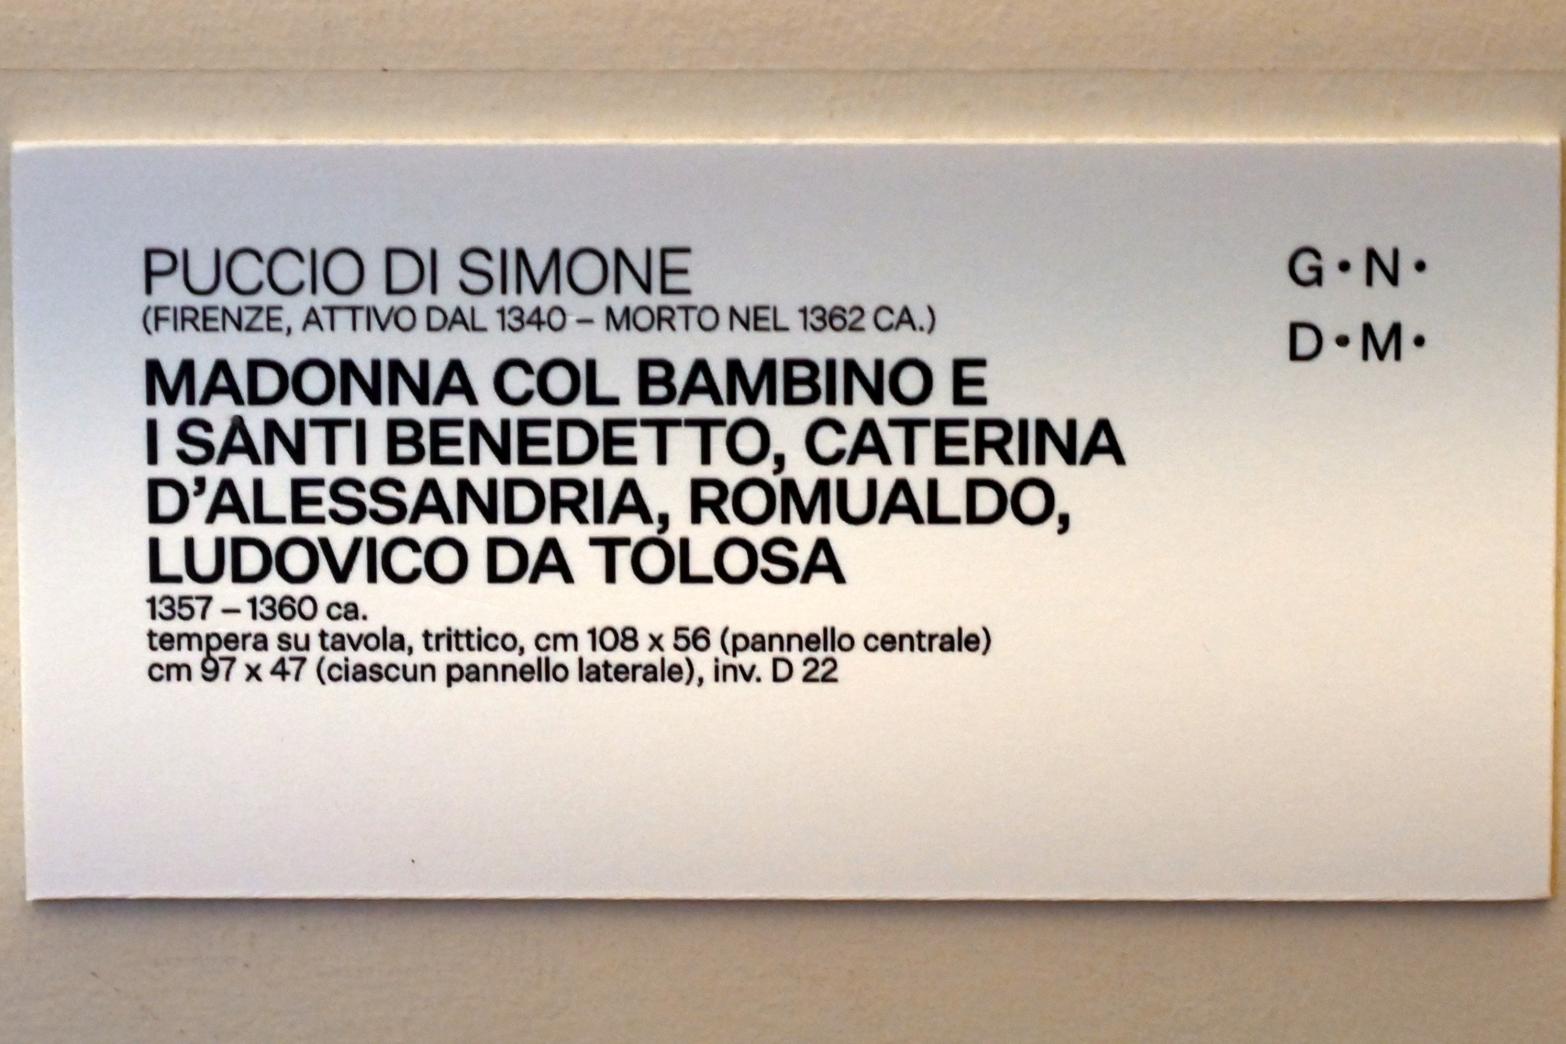 PUCCIO DI SIMONE
(FIRENZE, ATTIVO DAL 1340 – MORTO NEL 1362 CA.)
MADONNA COL BAMBINO E
I SANTI BENEDETTO, CATERINA
D’ALESSANDRIA, ROMUALDO,
LUDOVICO DA TOLOSA
1357 – 1360 ca.
tempera su tavola, trittico, cm 108 x 56 (pannello centrale)
cm 97 x 47 (ciascun pannello laterale), inv. D 22
G·N·
D·M·